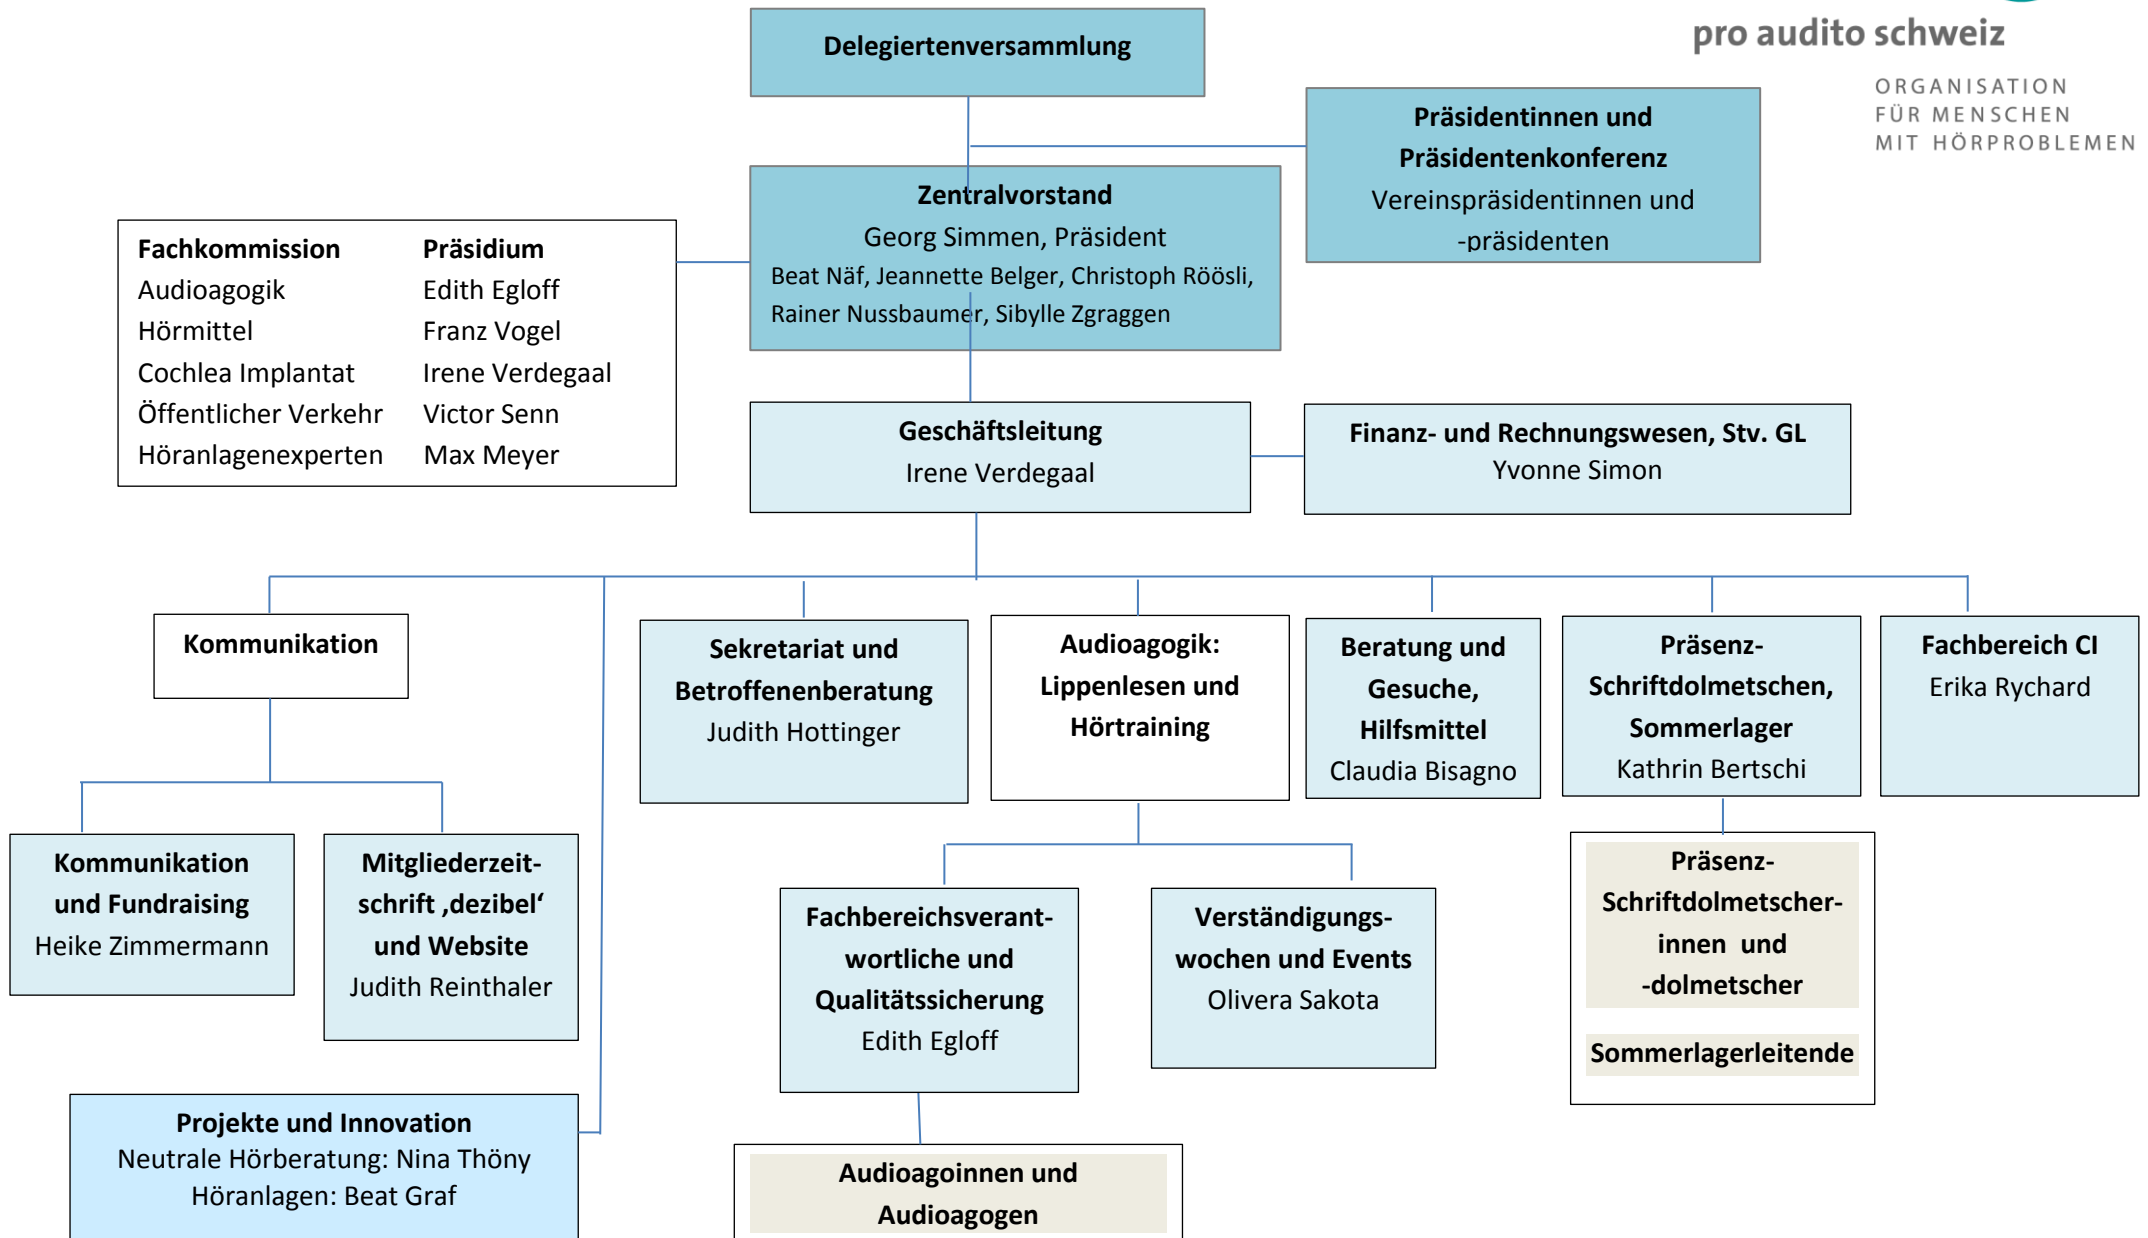 pro audito schweiz
ORGANISATION
FÜR MENSCHEN
MIT HÖRPROBLEMEN
Delegiertenversammlung
Präsidentinnen und
Präsidentenkonferenz
Vereinspräsidentinnen und
-präsidenten
Zentralvorstand
Georg Simmen, Präsident
Beat Näf, Jeannette Belger, Christoph Röösli,
Rainer Nussbaumer, Sibylle Zgraggen
Fachkommission Präsidium
Audioagogik Edith Egloff
Hörmittel Franz Vogel
Cochlea Implantat Irene Verdegaal
Öffentlicher Verkehr Victor Senn
Höranlagenexperten Max Meyer
Geschäftsleitung
Irene Verdegaal
Finanz- und Rechnungswesen, Stv. GL
Yvonne Simon
Kommunikation
Sekretariat und
Betroffenenberatung
Judith Hottinger
Audioagogik:
Lippenlesen und
Hörtraining
Beratung und
Gesuche,
Hilfsmittel
Claudia Bisagno
Präsenz-
Schriftdolmetschen,
Sommerlager
Kathrin Bertschi
Fachbereich CI
Erika Rychard
Kommunikation
und Fundraising
Heike Zimmermann
Mitgliederzeit-
schrift ‚dezibel‘
und Website
Judith Reinthaler
Fachbereichsverant-
wortliche und
Qualitätssicherung
Edith Egloff
Verständigungs-
wochen und Events
Olivera Sakota
Präsenz-
Schriftdolmetscher-
innen und
-dolmetscher
Sommerlagerleitende
Projekte und Innovation
Neutrale Hörberatung: Nina Thöny
Höranlagen: Beat Graf
Audioagoinnen und
Audioagogen